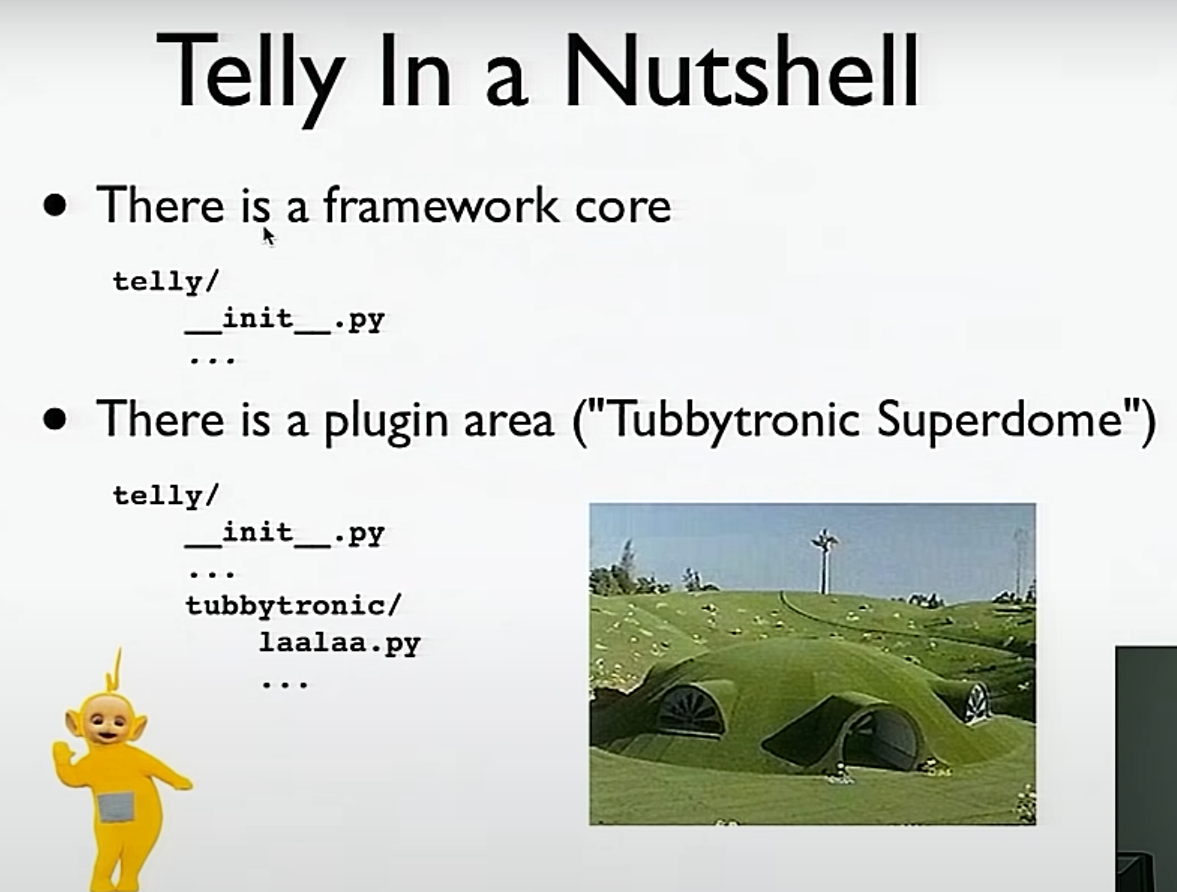 Telly In a Nutshell
• There is a framework core
telly/
__init__.py
...
• There is a plugin area ("Tubbytronic Superdome")
telly/
__init__.py
...
tubbytronic/
laalaa.py
...